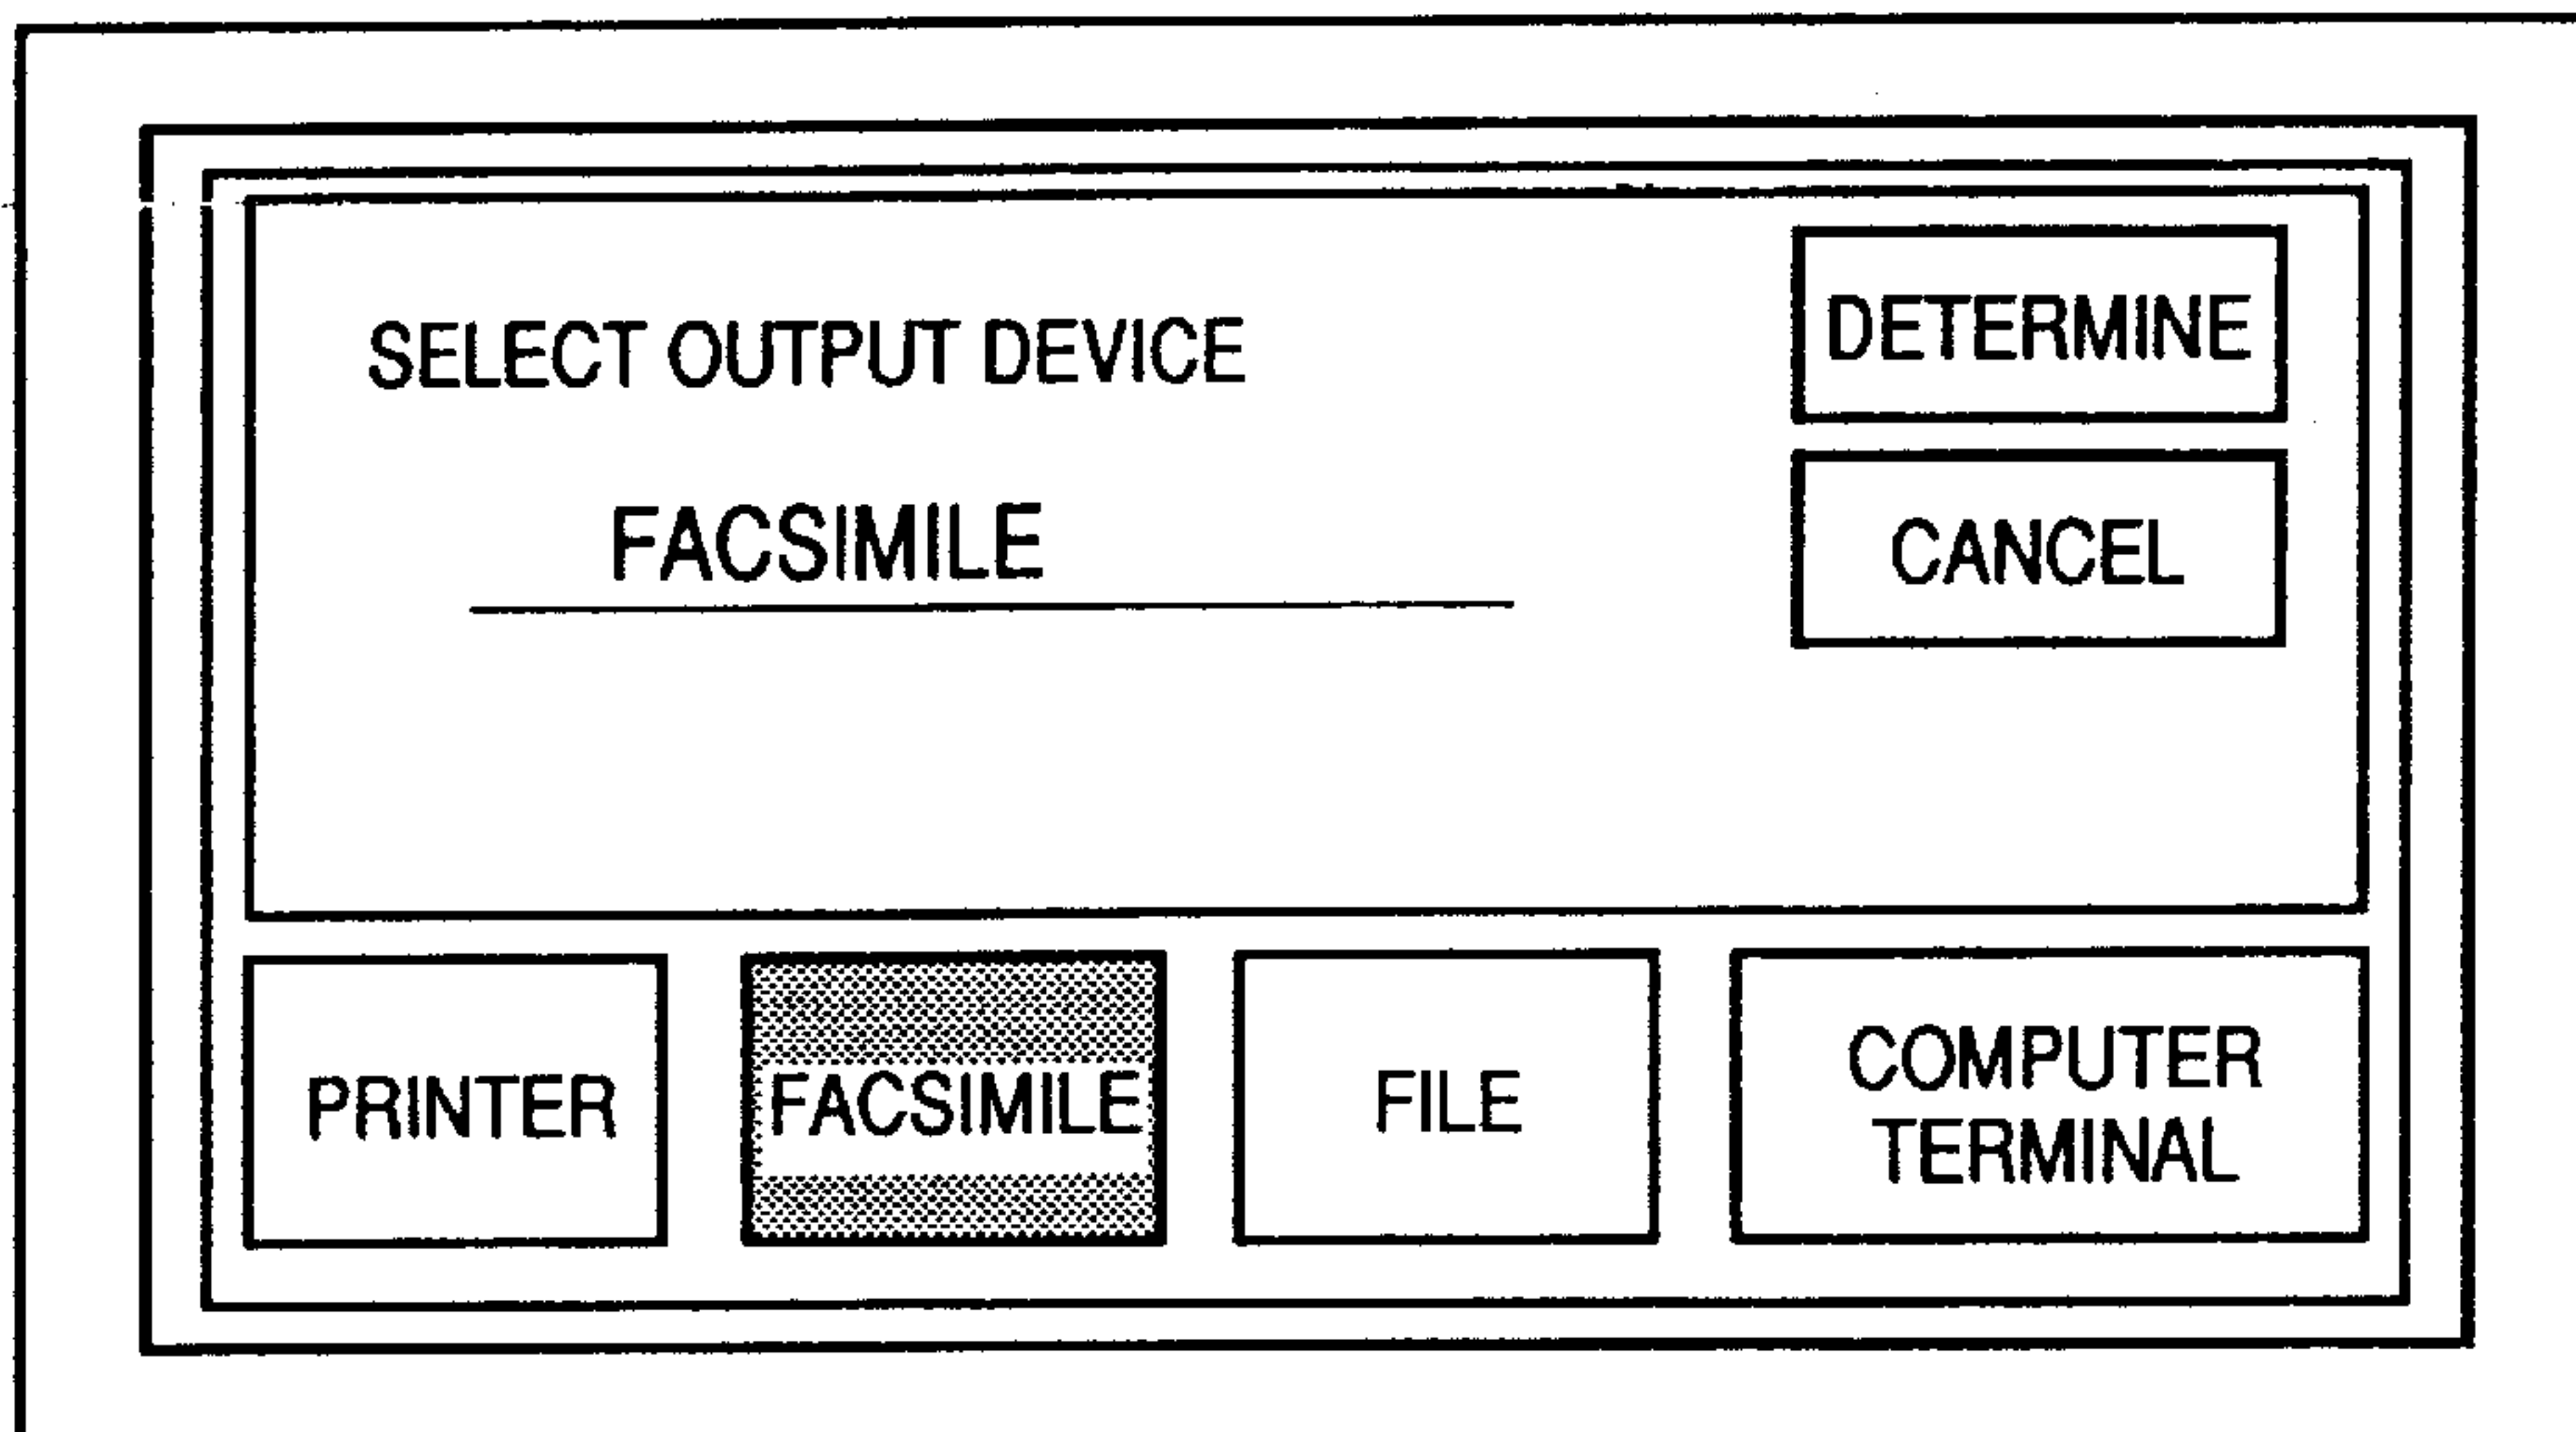 SELECT OUTPUT DEVICE
DETERMINE
FACSIMILE
CANCEL
PRINTER
FACSIMILE
FILE
COMPUTER
TERMINAL